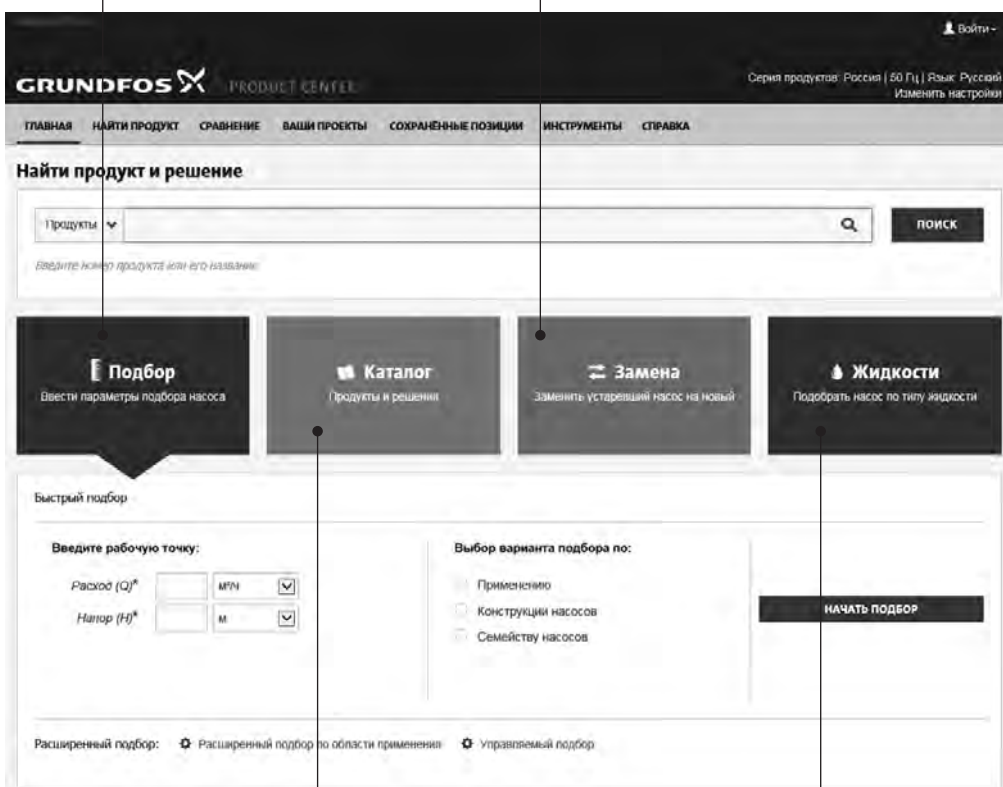 Войти
GRUNDFOS PRODUCT CENTER
Серия продуктов: Россия | 50 Гц | Язык: Русский
Изменить настройки
ГЛАВНАЯ НАЙТИ ПРОДУКТ СРАВНЕНИЕ ВАШИ ПРОЕКТЫ СОХРАНЁННЫЕ ПОЗИЦИИ ИНСТРУМЕНТЫ СПРАВКА
Найти продукт и решение
Продукты
ПОИСК
Введите номер продукта или его название
Подбор
Ввести параметры подбора насоса
Каталог
Продукты и решения
Замена
Заменить устаревший насос на новый
Жидкости
Подобрать насос по типу жидкости
Быстрый подбор
Введите рабочую точку:
Расход (Q)* м³/ч
Напор (H)* м
Выбор варианта подбора по:
Применению
Конструкции насосов
Семейству насосов
НАЧАТЬ ПОДБОР
Расширенный подбор: Расширенный подбор по области применения Управляемый подбор